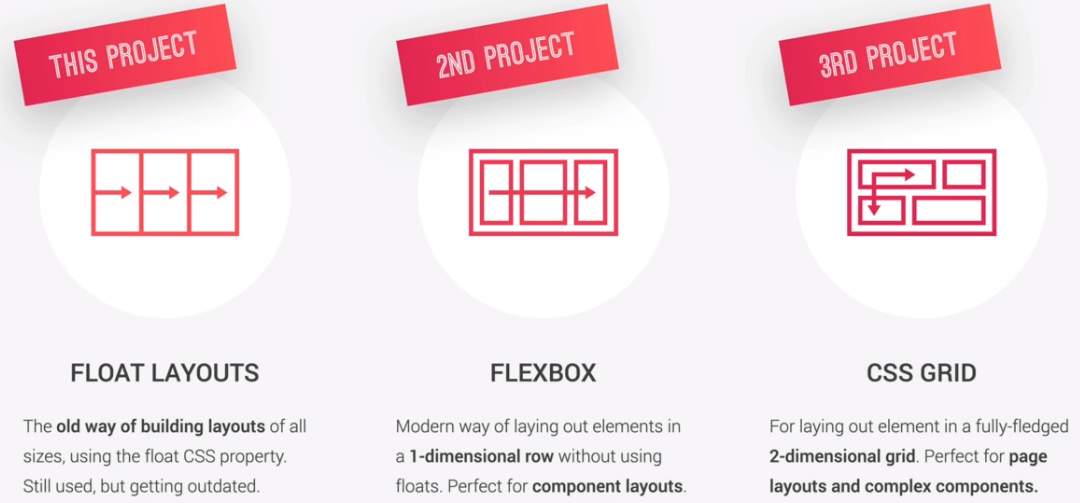 THIS PROJECT
2ND PROJECT
3RD PROJECT
FLOAT LAYOUTS
The old way of building layouts of all
sizes, using the float CSS property.
Still used, but getting outdated.
FLEXBOX
Modern way of laying out elements in
a 1-dimensional row without using
floats. Perfect for component layouts.
CSS GRID
For laying out element in a fully-fledged
2-dimensional grid. Perfect for page
layouts and complex components.